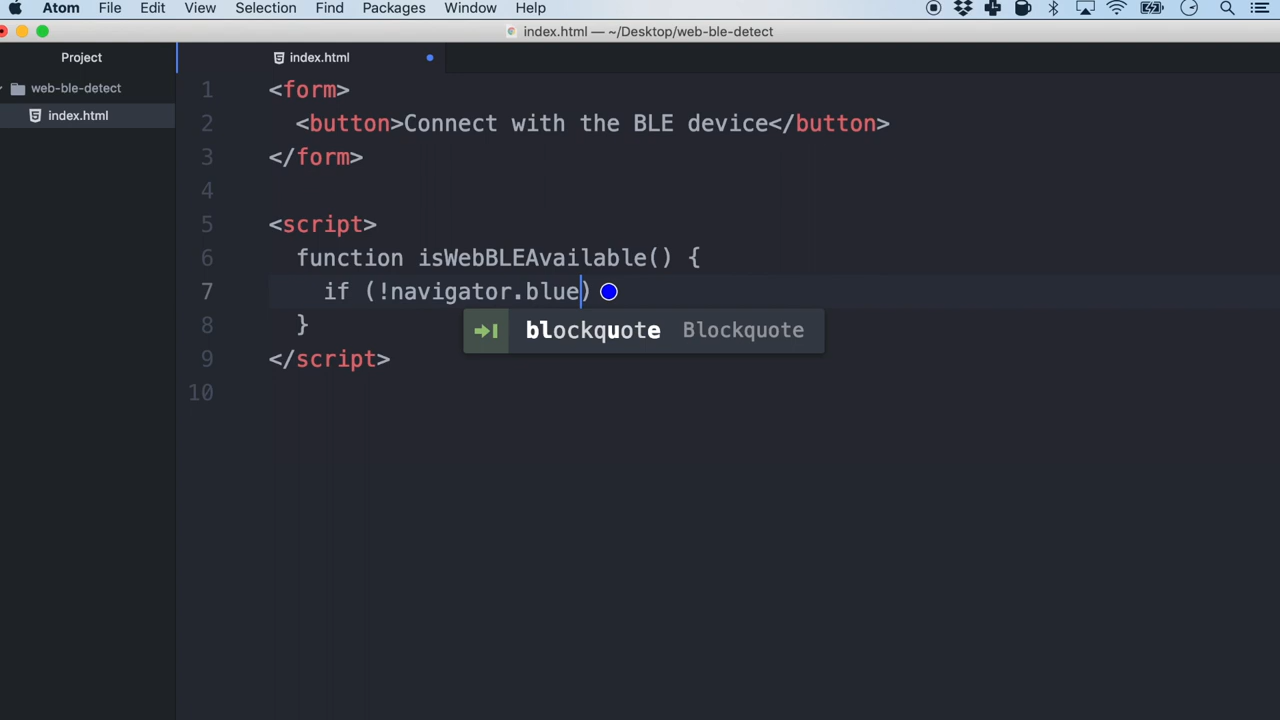 Atom File Edit View Selection Find Packages Window Help
index.html — ~/Desktop/web-ble-detect
Project
index.html
web-ble-detect
index.html
1 <form>
2 <button>Connect with the BLE device</button>
3 </form>
4
5 <script>
6 function isWebBLEAvailable() {
7 if (!navigator.blue)
blockquote Blockquote
8 }
9 </script>
10